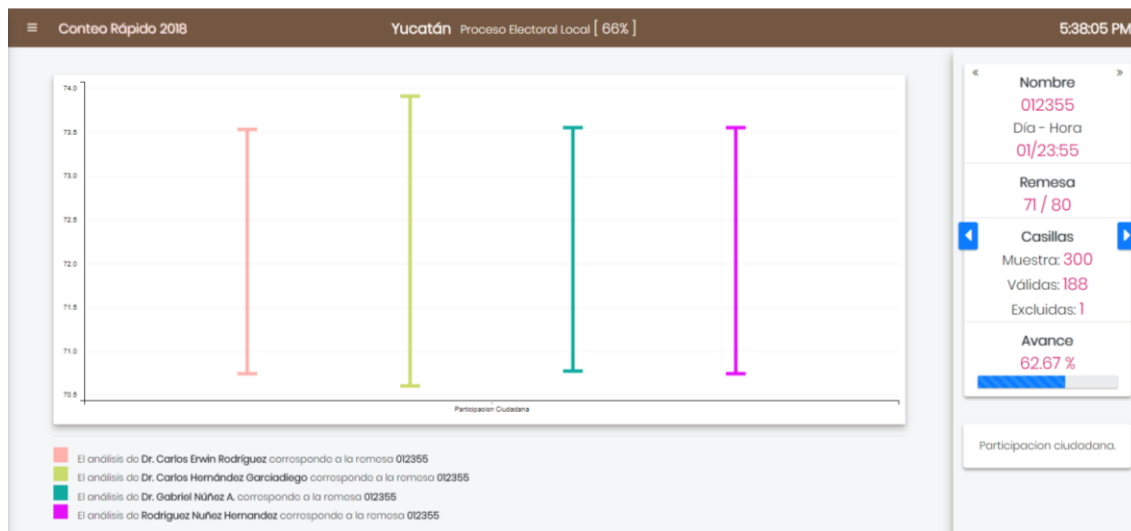 ≡ Conteo Rápido 2018 Yucatán Proceso Electoral Local [ 66% ] 5:38:05 PM
74.0
73.5
73.0
72.5
72.0
71.5
71.0
70.5
Participacion Ciudadana
El análisis de Dr. Carlos Erwin Rodríguez corresponde a la remesa 012355
El análisis de Dr. Carlos Hernández Garciadiego corresponde a la remesa 012355
El análisis de Dr. Gabriel Núñez A. corresponde a la remesa 012355
El análisis de Rodriguez Nuñez Hernandez corresponde a la remesa 012355
« »
Nombre
012355
Día - Hora
01/23:55
Remesa
71 / 80
Casillas
Muestra: 300
Válidas: 188
Excluidas: 1
Avance
62.67 %
Participacion ciudadana.